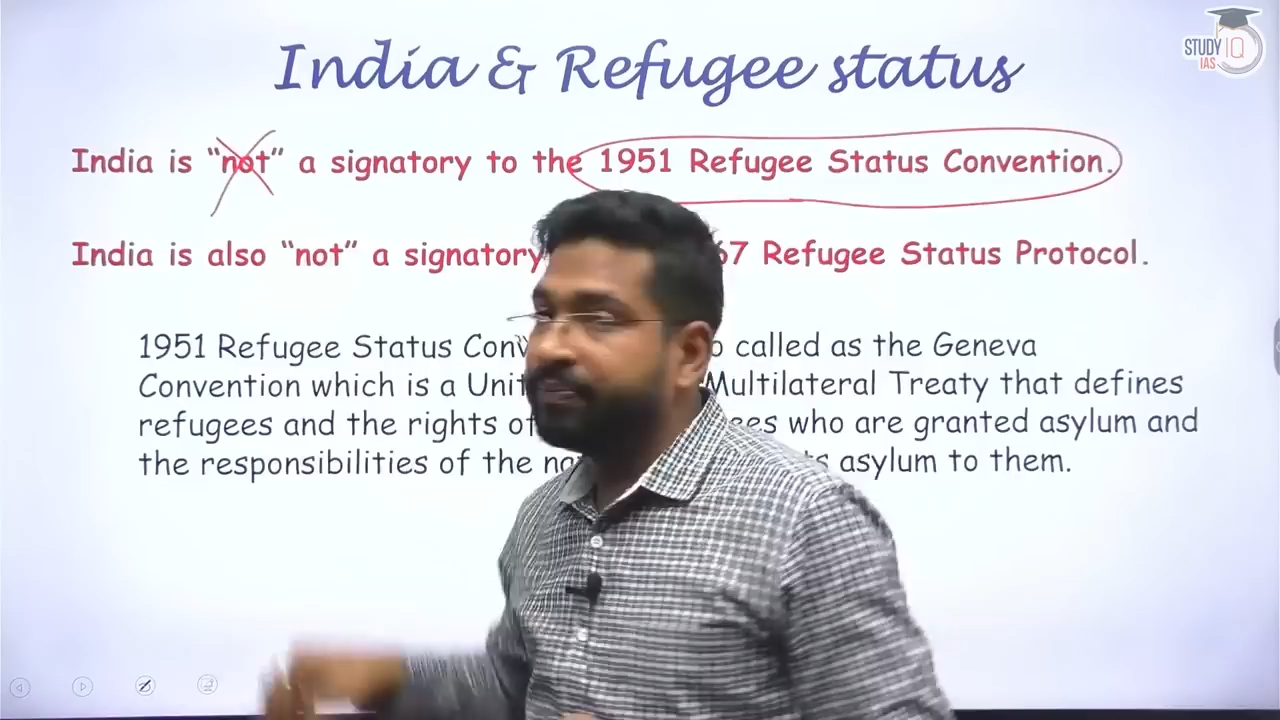 STUDY IQ
IAS
India & Refugee status
India is “not” a signatory to the 1951 Refugee Status Convention.
India is also “not” a signatory 67 Refugee Status Protocol.
1951 Refugee Status Conv called as the Geneva
Convention which is a Unit Multilateral Treaty that defines
refugees and the rights of ees who are granted asylum and
the responsibilities of the na ts asylum to them.